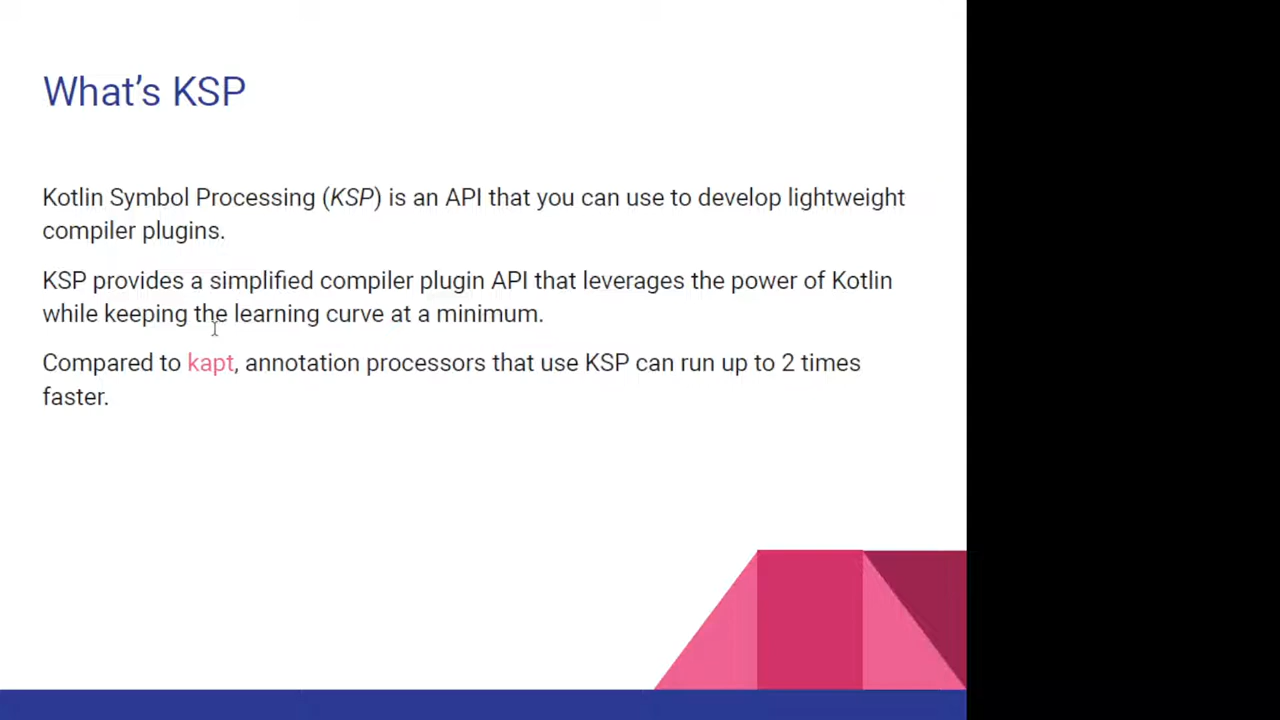 What’s KSP
Kotlin Symbol Processing (KSP) is an API that you can use to develop lightweight
compiler plugins.
KSP provides a simplified compiler plugin API that leverages the power of Kotlin
while keeping the learning curve at a minimum.
Compared to kapt, annotation processors that use KSP can run up to 2 times
faster.